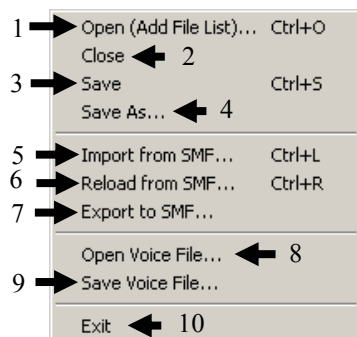 1 Open (Add File List)... Ctrl+O
Close 2
3 Save Ctrl+S
Save As... 4
5 Import from SMF... Ctrl+L
6 Reload from SMF... Ctrl+R
7 Export to SMF...
Open Voice File... 8
9 Save Voice File...
Exit 10